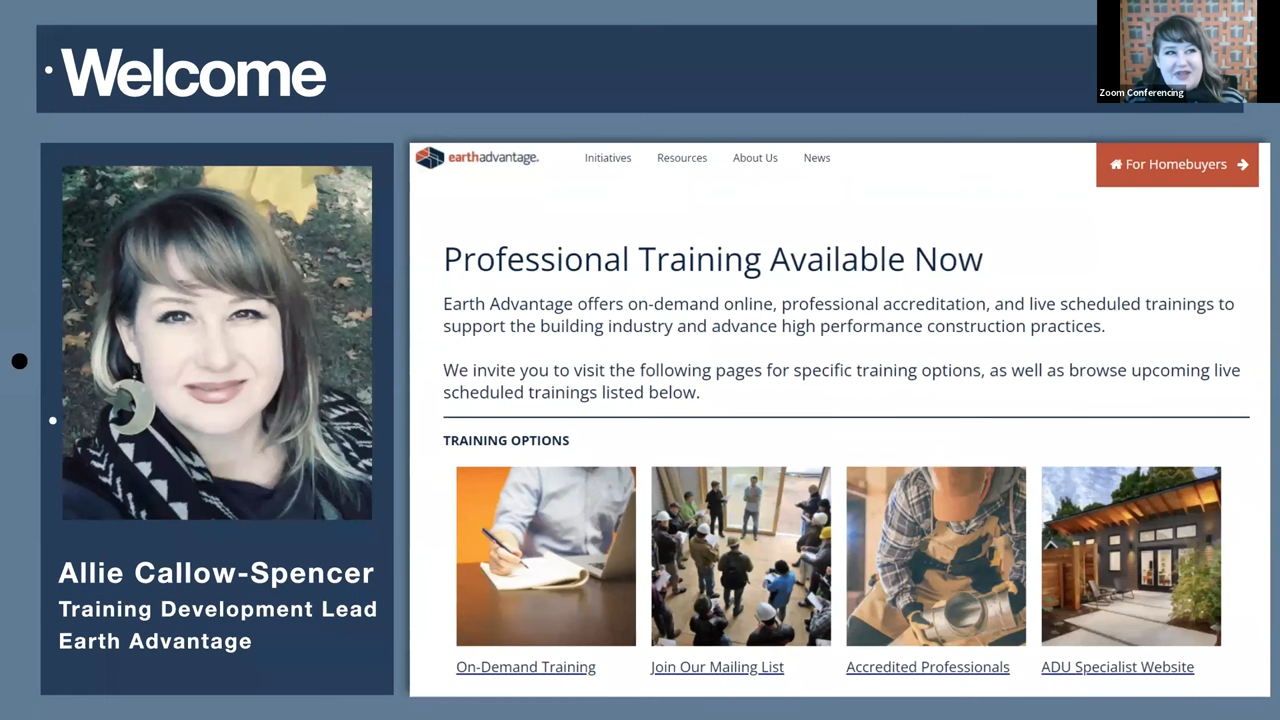 Welcome
Zoom Conferencing
earthadvantage.
Initiatives
Resources
About Us
News
For Homebuyers
Professional Training Available Now
Earth Advantage offers on-demand online, professional accreditation, and live scheduled trainings to
support the building industry and advance high performance construction practices.
We invite you to visit the following pages for specific training options, as well as browse upcoming live
scheduled trainings listed below.
TRAINING OPTIONS
On-Demand Training
Join Our Mailing List
Accredited Professionals
ADU Specialist Website
Allie Callow-Spencer
Training Development Lead
Earth Advantage